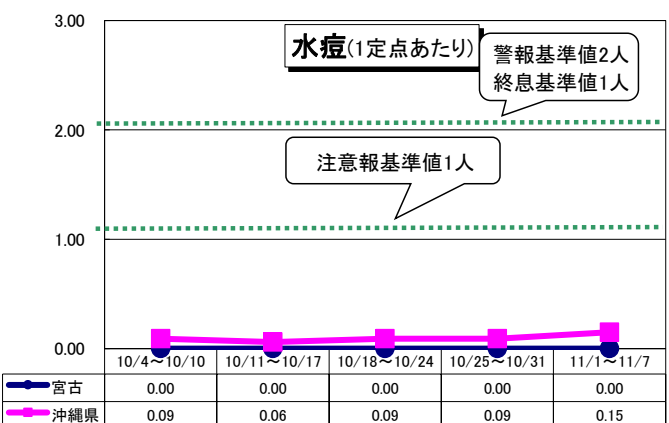 3.00
水痘(1定点あたり)
警報基準値2人
終息基準値1人
2.00
注意報基準値1人
1.00
0.00
10/4～10/10 10/11～10/17 10/18～10/24 10/25～10/31 11/1～11/7
宮古 0.00 0.00 0.00 0.00 0.00
沖縄県 0.09 0.06 0.09 0.09 0.15